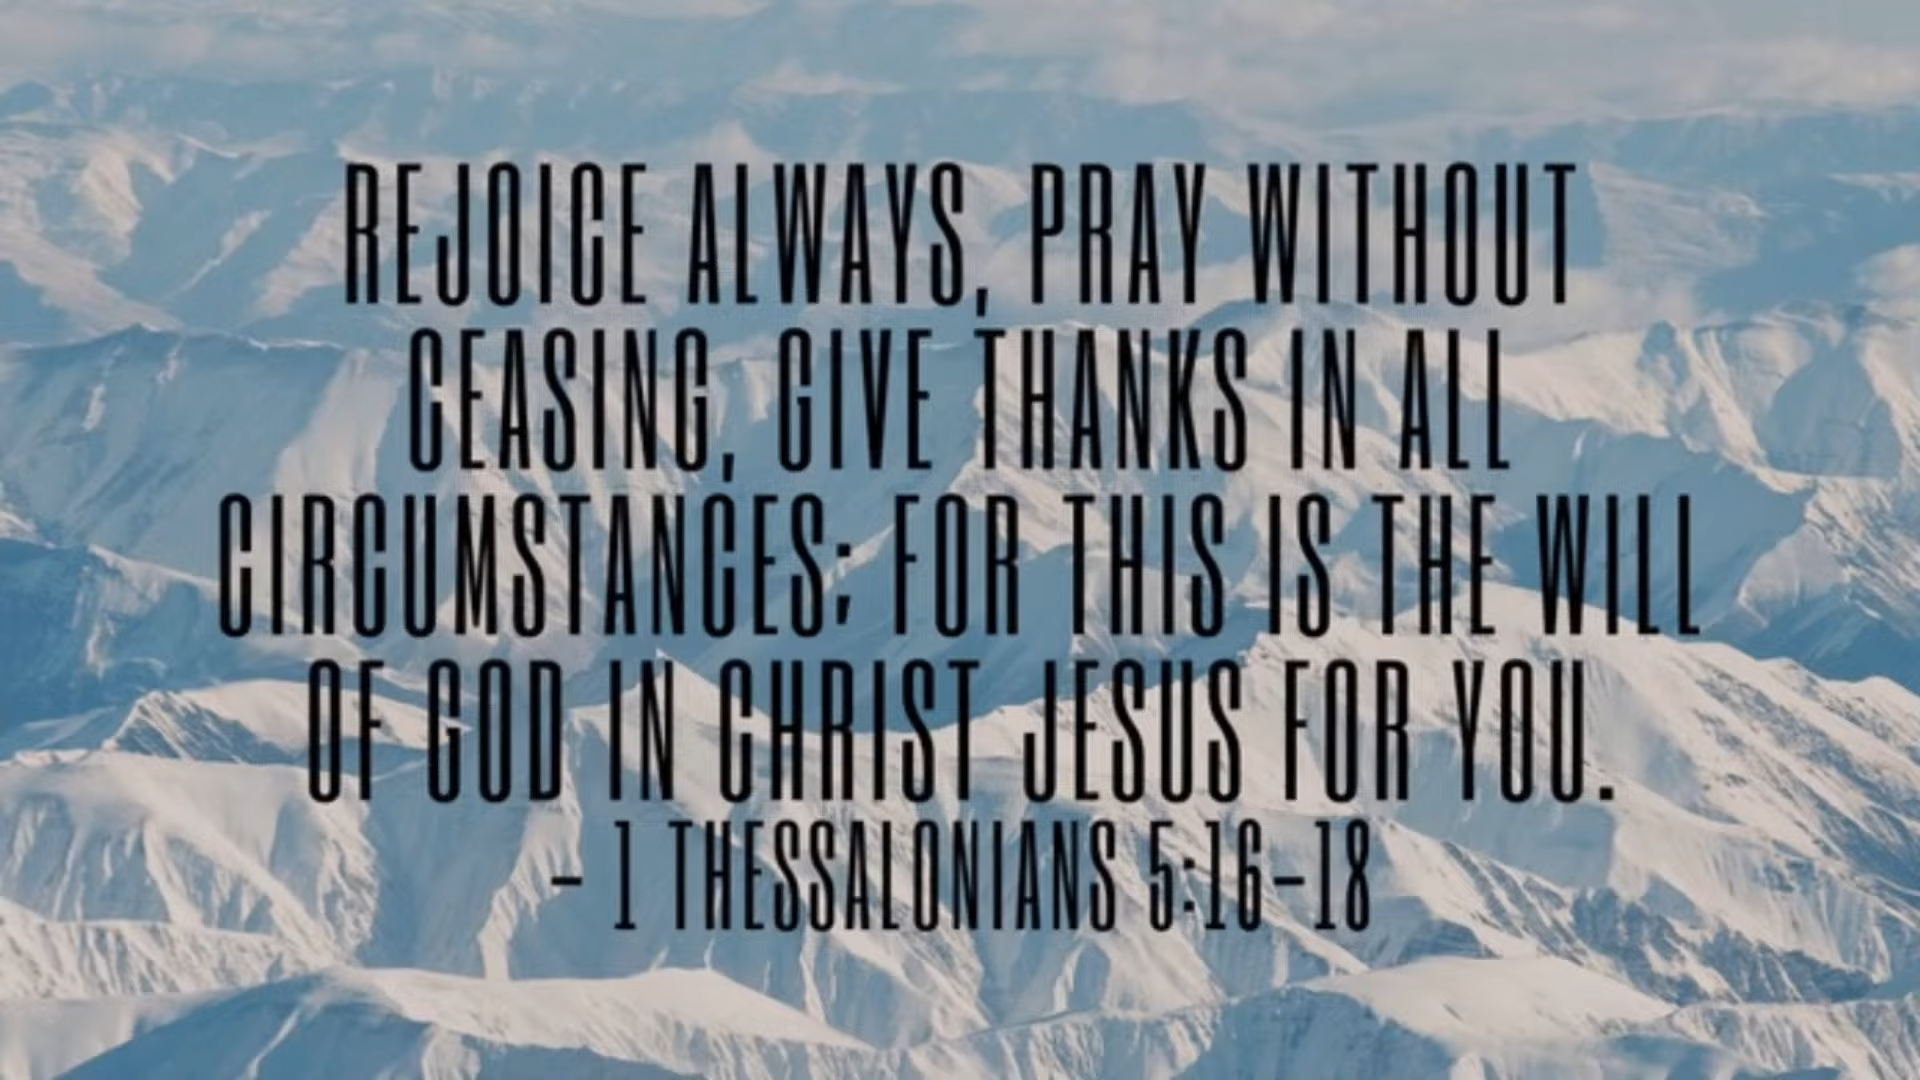 REJOICE ALWAYS, PRAY WITHOUT
CEASING, GIVE THANKS IN ALL
CIRCUMSTANCES; FOR THIS IS THE WILL
OF GOD IN CHRIST JESUS FOR YOU.
- 1 THESSALONIANS 5:16-18